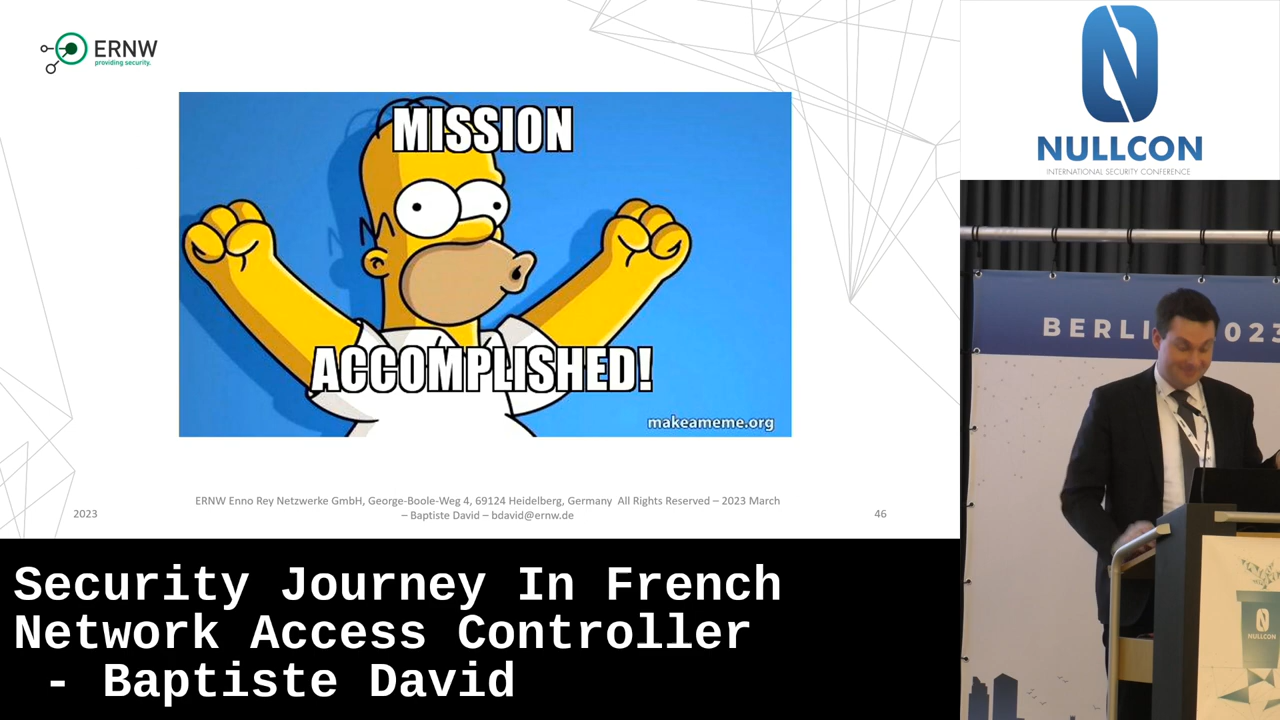 ERNW
providing security.
MISSION
ACCOMPLISHED!
makeameme.org
ERNW Enno Rey Netzwerke GmbH, George-Boole-Weg 4, 69124 Heidelberg, Germany All Rights Reserved – 2023 March
– Baptiste David – bdavid@ernw.de
2023
46
NULLCON
INTERNATIONAL SECURITY CONFERENCE
BERLI 023
NULLCON
Security Journey In French
Network Access Controller
- Baptiste David